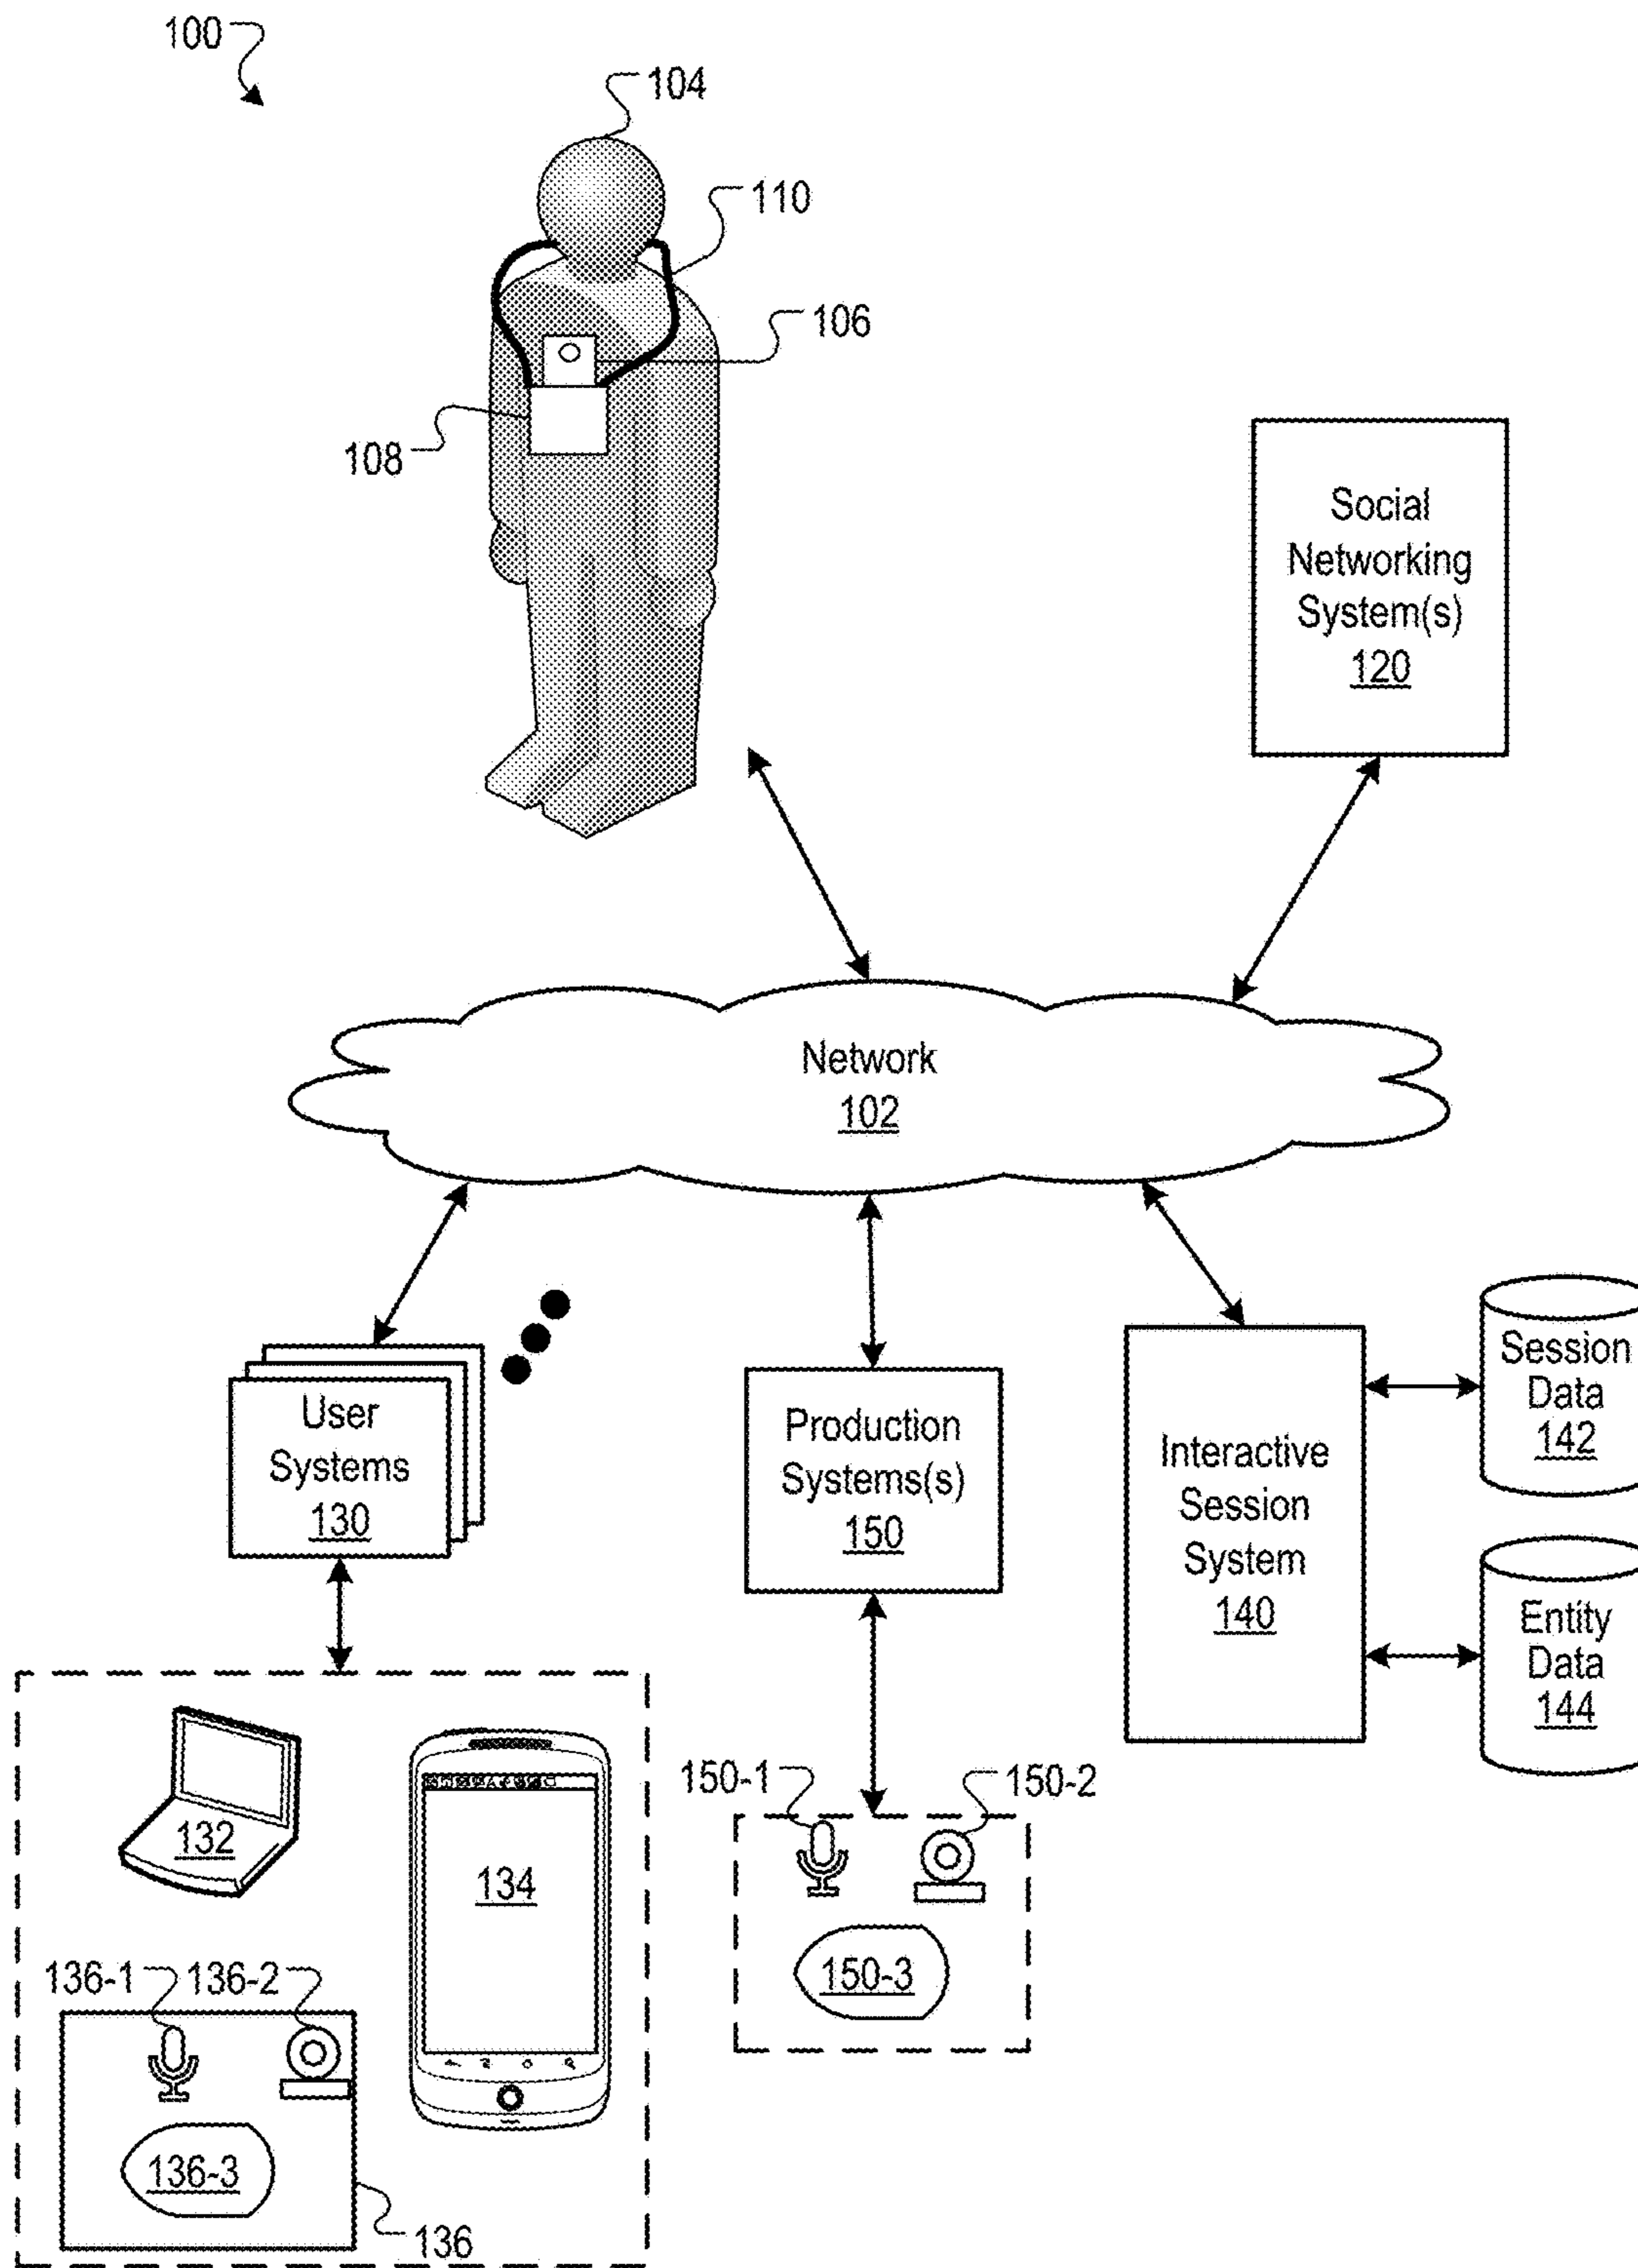 100
104
110
106
108
Social
Networking
System(s)
120
Network
102
User
Systems
130
Production
Systems(s)
150
Interactive
Session
System
140
Session
Data
142
Entity
Data
144
132
134
136-1
136-2
136-3
136
150-1
150-2
150-3